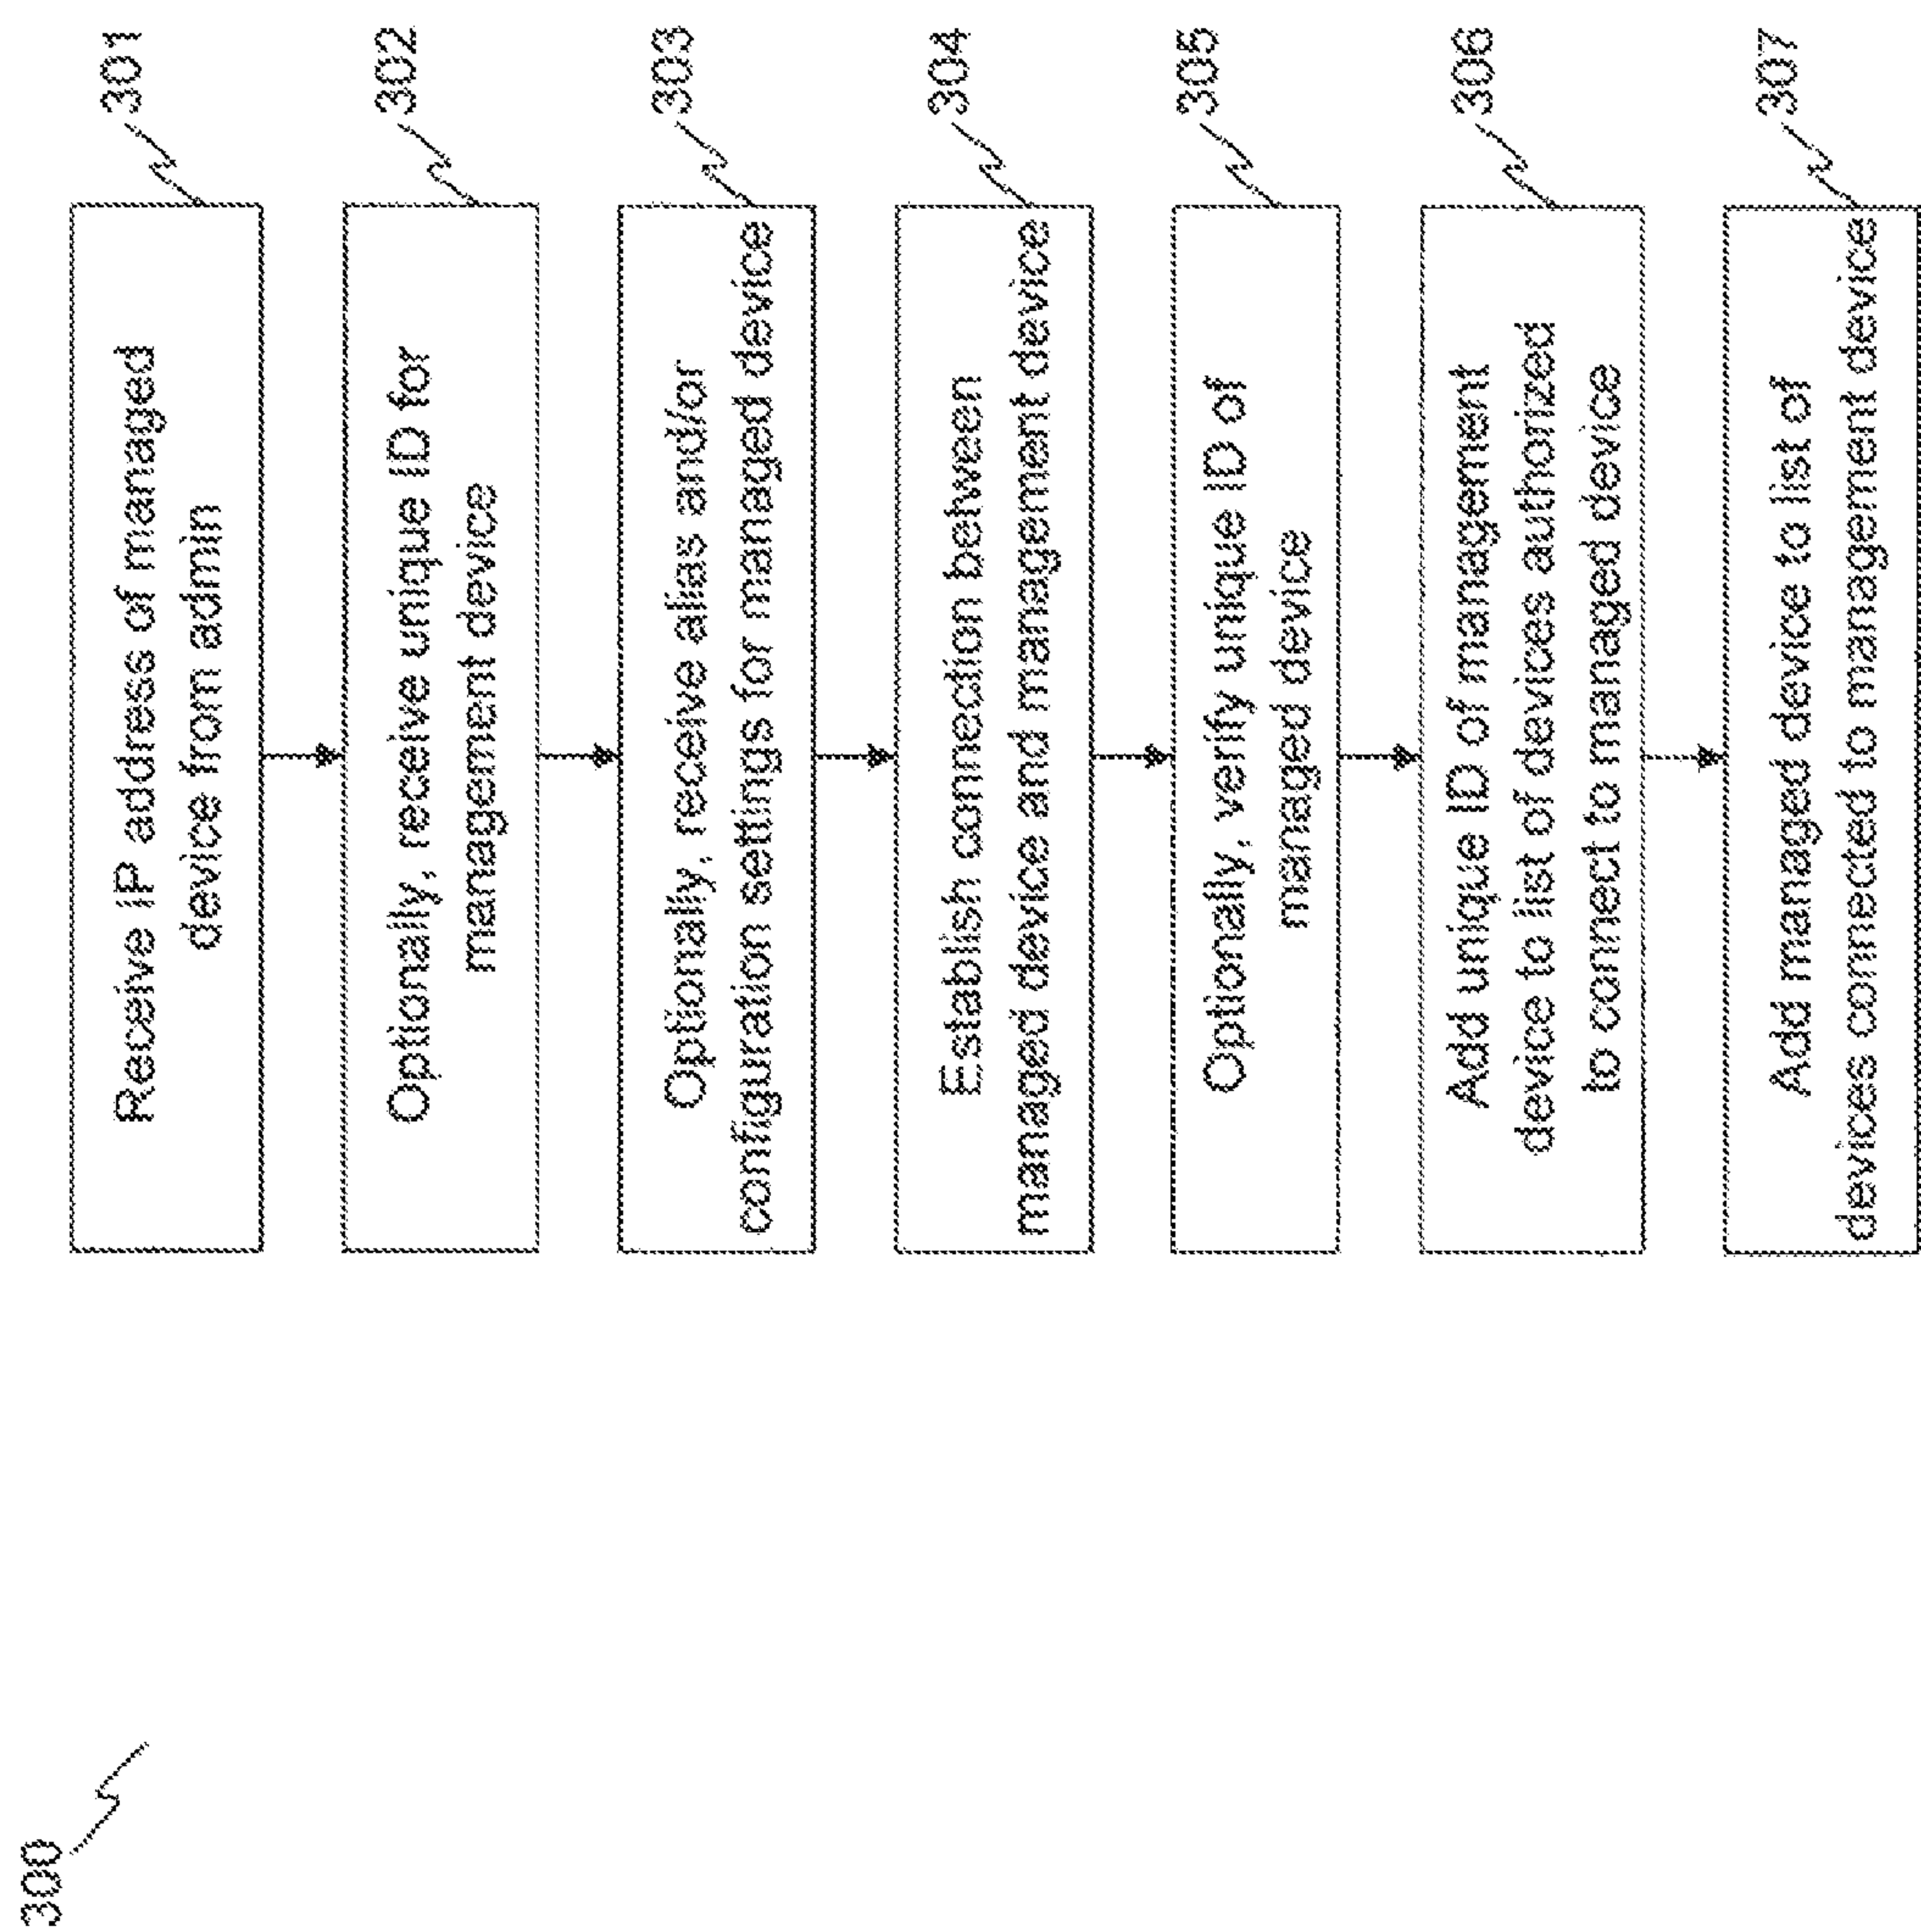 300
Receive IP address of managed
device from admin
301
Optionally, receive unique ID for
management device
302
Optionally, receive alias and/or
configuration settings for managed device
303
Establish connection between
managed device and management device
304
Optionally, verify unique ID of
managed device
305
Add unique ID of management
device to list of devices authorized
to connect to managed device
306
Add managed device to list of
devices connected to management device
307